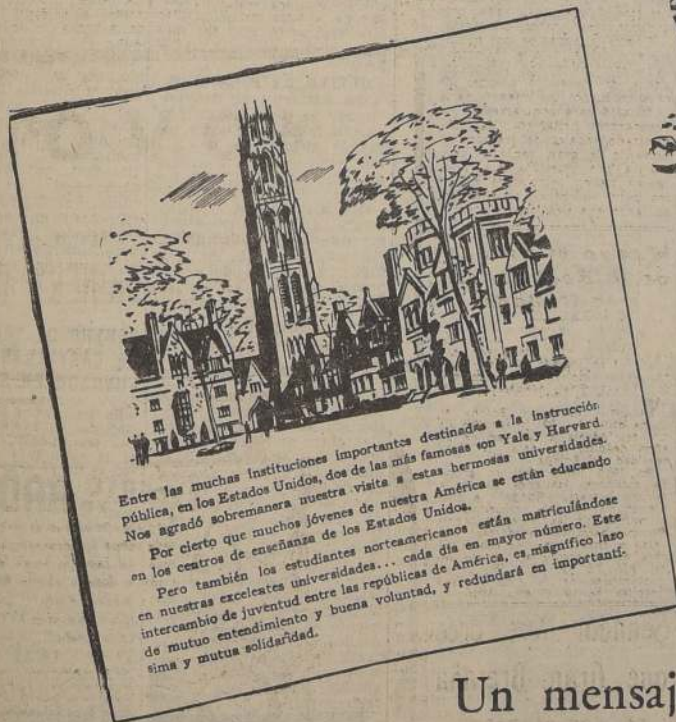 Entre las muchas instituciones importantes destinadas a la instrucción
pública, en los Estados Unidos, dos de las más famosas son Yale y Harvard.
Nos agradó sobremanera nuestra visita a estas hermosas universidades.
Por cierto que muchos jóvenes de nuestra América se están educando
en los centros de enseñanza de los Estados Unidos.
Pero también los estudiantes norteamericanos están matriculándose
en nuestras excelentes universidades... cada día en mayor número. Este
intercambio de juventud entre las repúblicas de América, es magnífico lazo
de mutuo entendimiento y buena voluntad, y redundará en importantí-
sima y mutua solidaridad.
Un mensaj